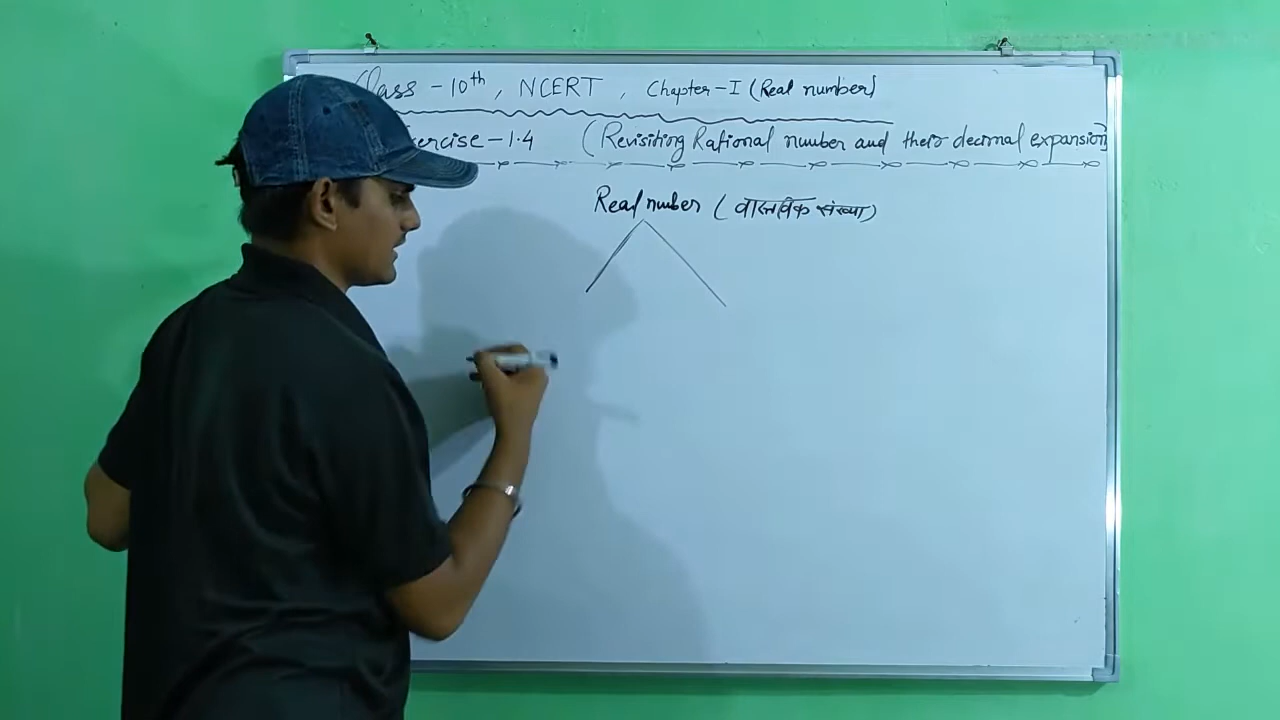 Class - 10th, NCERT, Chapter - I (Real number)
Exercise - 1.4 (Revisiting Rational number and their decimal expansion
Real number (वास्तविक संख्या)